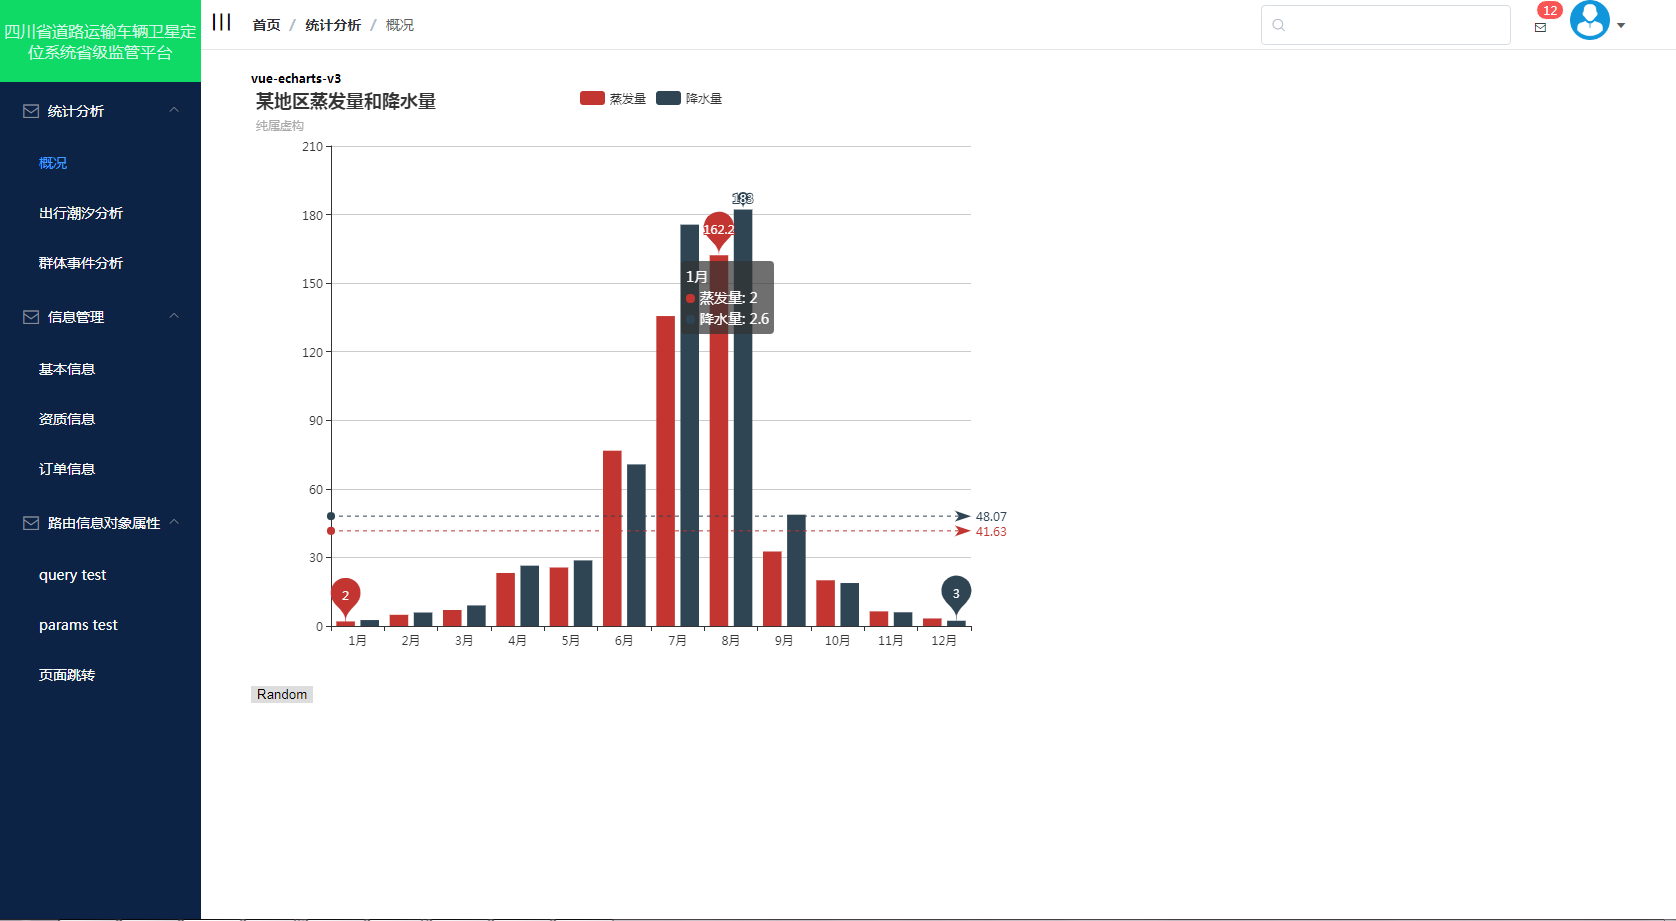 四川省道路运输车辆卫星定
位系统省级监管平台
统计分析
概况
出行潮汐分析
群体事件分析
信息管理
基本信息
资质信息
订单信息
路由信息对象属性
query test
params test
页面跳转
首页 / 统计分析 / 概况
12
vue-echarts-v3
某地区蒸发量和降水量
纯属虚构
蒸发量 降水量
210
180
150
120
90
60
30
0
183
162.2
1月
蒸发量: 2
降水量: 2.6
48.07
41.63
2
3
1月 2月 3月 4月 5月 6月 7月 8月 9月 10月 11月 12月
Random